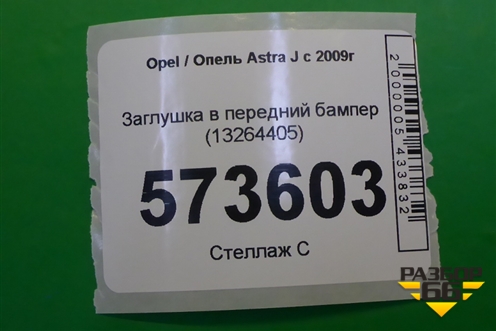 Opel / Опель Astra J с 2009г
Заглушка в передний бампер
(13264405)
573603
Стеллаж С
2000005433832
РАЗБОР
66